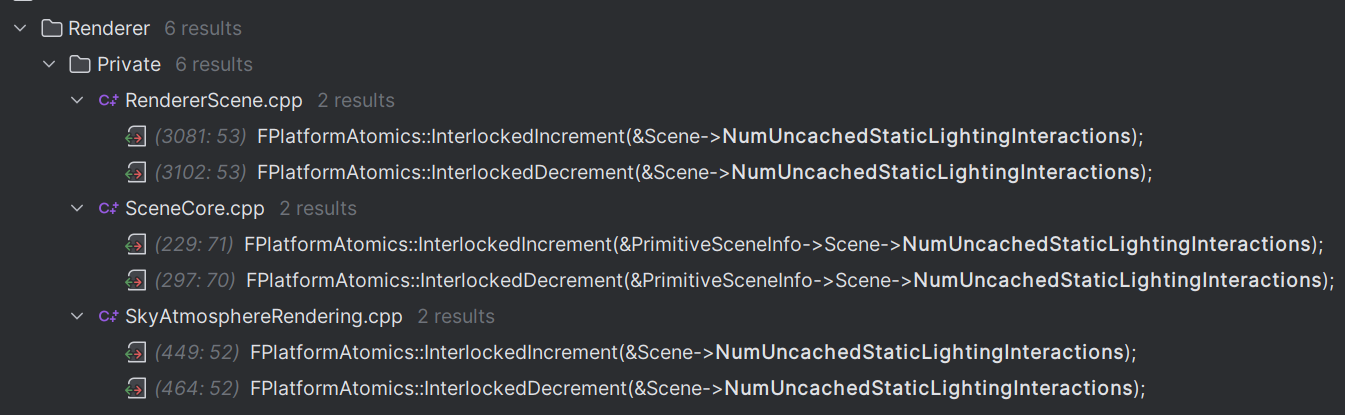 Renderer 6 results
Private 6 results
C++ RendererScene.cpp 2 results
(3081: 53) FPlatformAtomics::InterlockedIncrement(&Scene->NumUncachedStaticLightingInteractions);
(3102: 53) FPlatformAtomics::InterlockedDecrement(&Scene->NumUncachedStaticLightingInteractions);
C++ SceneCore.cpp 2 results
(229: 71) FPlatformAtomics::InterlockedIncrement(&PrimitiveSceneInfo->Scene->NumUncachedStaticLightingInteractions);
(297: 70) FPlatformAtomics::InterlockedDecrement(&PrimitiveSceneInfo->Scene->NumUncachedStaticLightingInteractions);
C++ SkyAtmosphereRendering.cpp 2 results
(449: 52) FPlatformAtomics::InterlockedIncrement(&Scene->NumUncachedStaticLightingInteractions);
(464: 52) FPlatformAtomics::InterlockedDecrement(&Scene->NumUncachedStaticLightingInteractions);